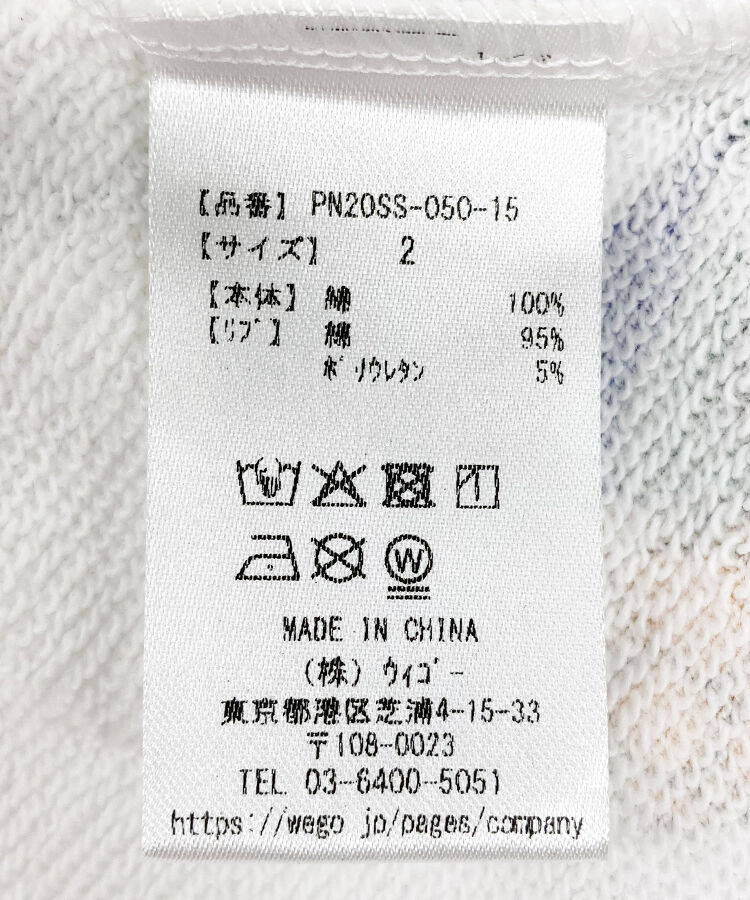 【品番】 PN20SS-050-15
【サイズ】 2
【本体】 綿 100%
【ﾘﾌﾞ】 綿 95%
ﾎﾟﾘｳﾚﾀﾝ 5%
W
MADE IN CHINA
(株) ｳｨｺﾞｰ
東京都港区芝浦4-15-33
〒108-0023
TEL 03-6400-5051
https://wego.jp/pages/company